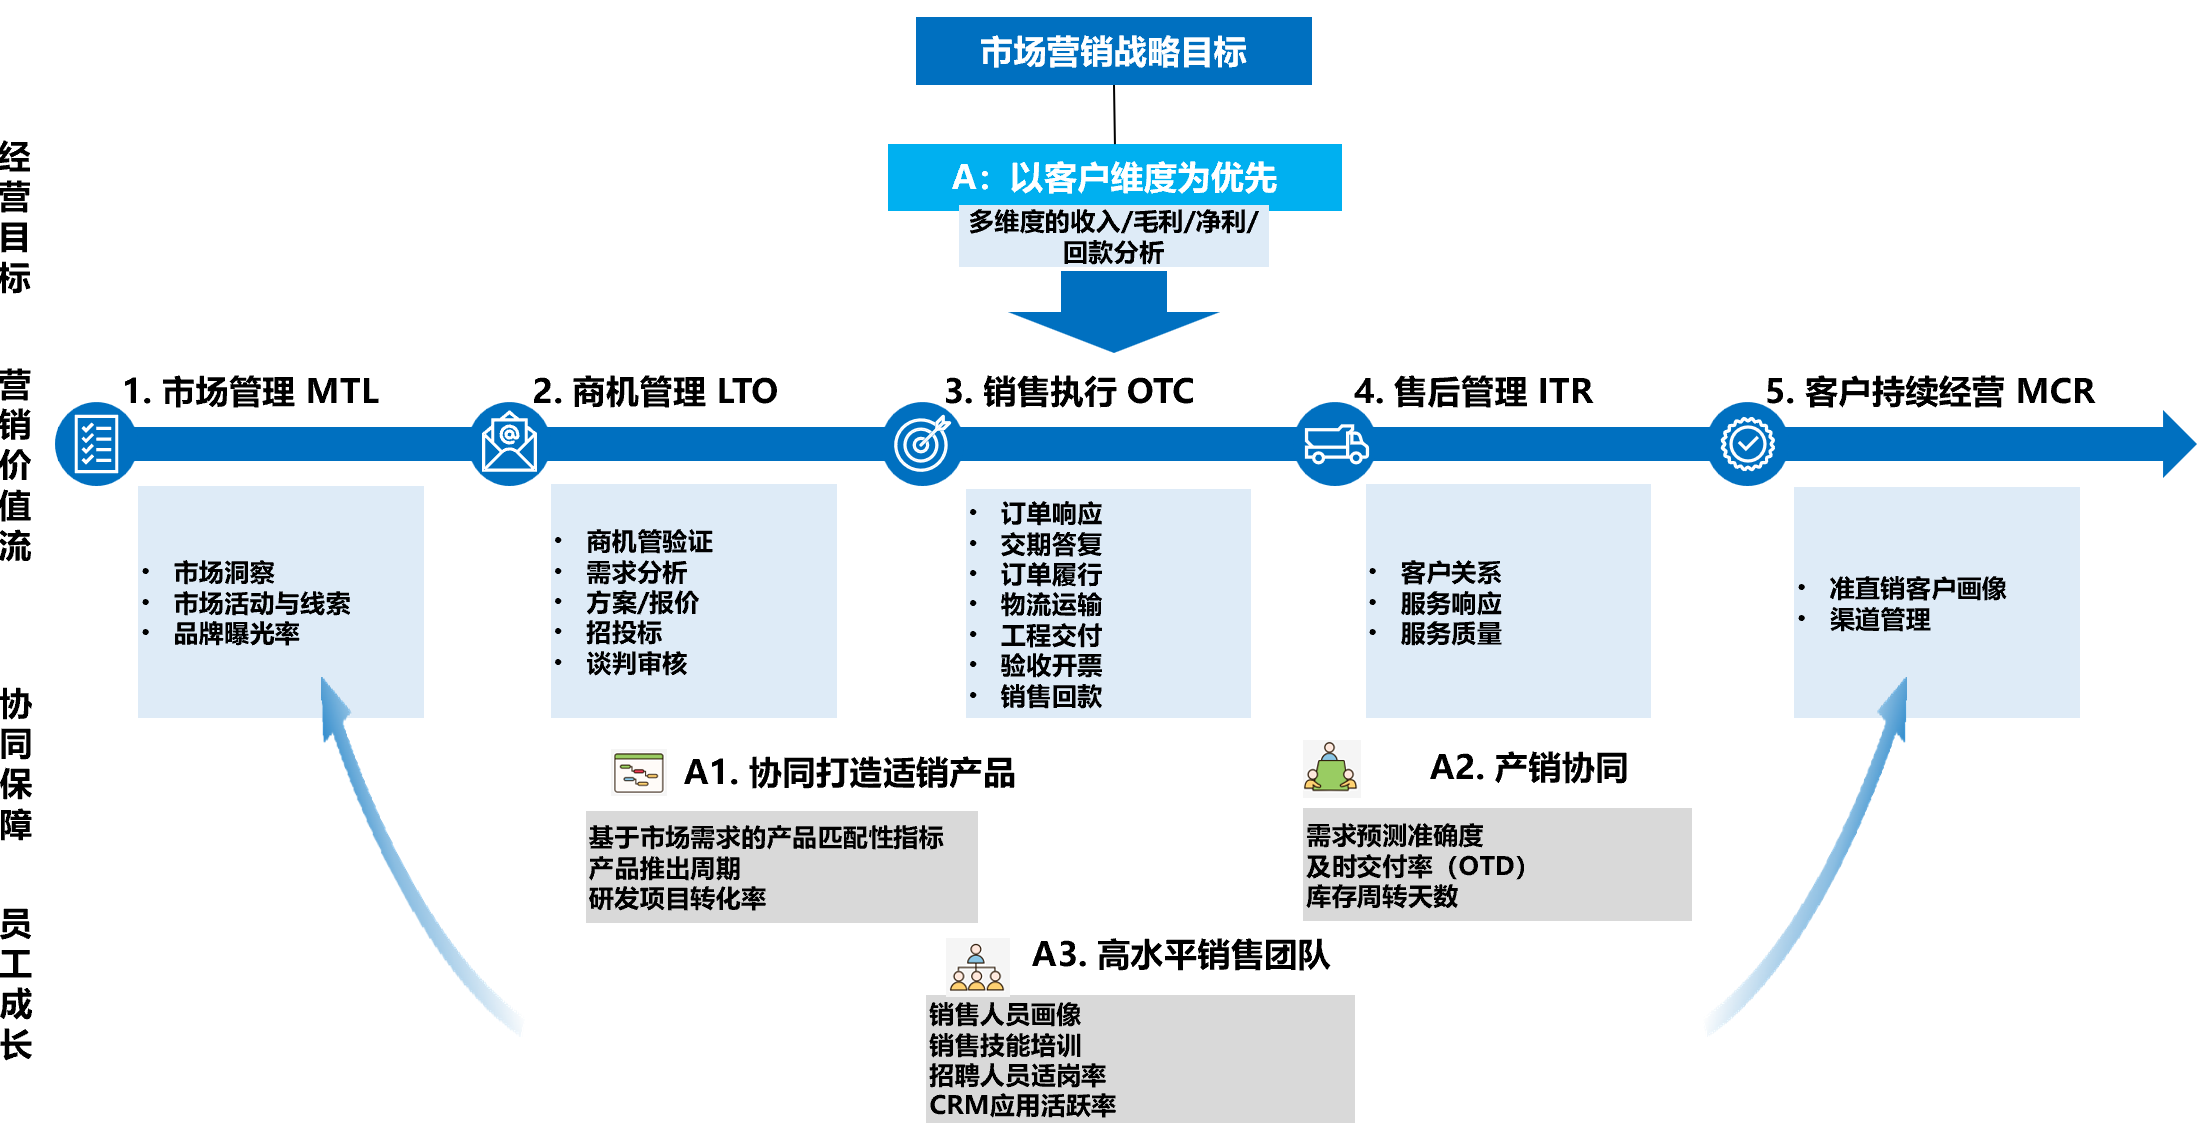 市场营销战略目标
经营目标
A：以客户维度为优先
多维度的收入/毛利/净利/
回款分析
营销价值流
1. 市场管理 MTL
2. 商机管理 LTO
3. 销售执行 OTC
4. 售后管理 ITR
5. 客户持续经营 MCR
• 市场洞察
• 市场活动与线索
• 品牌曝光率
• 商机管验证
• 需求分析
• 方案/报价
• 招投标
• 谈判审核
• 订单响应
• 交期答复
• 订单履行
• 物流运输
• 工程交付
• 验收开票
• 销售回款
• 客户关系
• 服务响应
• 服务质量
• 准直销客户画像
• 渠道管理
协同保障
A1. 协同打造适销产品
基于市场需求的产品匹配性指标
产品推出周期
研发项目转化率
A2. 产销协同
需求预测准确度
及时交付率（OTD）
库存周转天数
员工成长
A3. 高水平销售团队
销售人员画像
销售技能培训
招聘人员适岗率
CRM应用活跃率